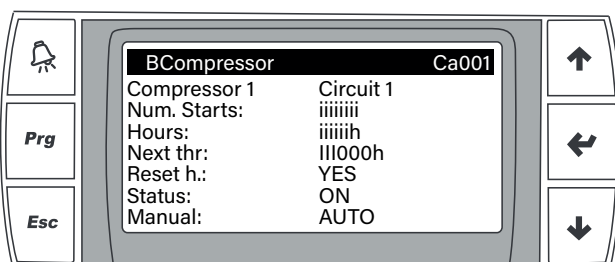 BCompressor Ca001
Compressor 1 Circuit 1
Num. Starts: iiiiiiii
Hours: iiiiiih
Next thr: III000h
Reset h.: YES
Status: ON
Manual: AUTO
Prg
Esc